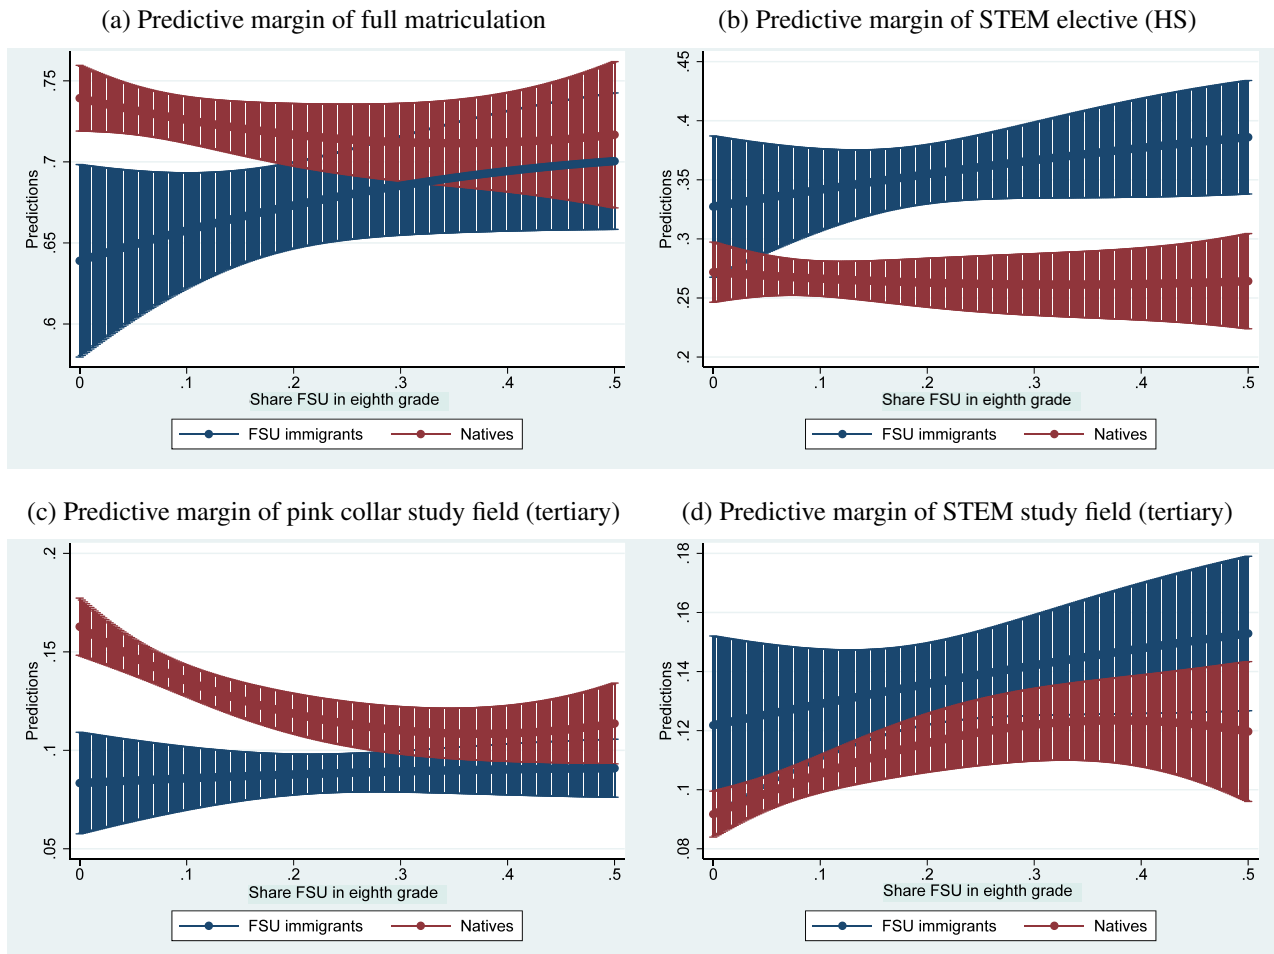 (a) Predictive margin of full matriculation
(b) Predictive margin of STEM elective (HS)
Predictions
.75
.7
.65
.6
0 .1 .2 .3 .4 .5
Share FSU in eighth grade
FSU immigrants Natives
Predictions
.45
.4
.35
.3
.25
.2
0 .1 .2 .3 .4 .5
Share FSU in eighth grade
FSU immigrants Natives
(c) Predictive margin of pink collar study field (tertiary)
(d) Predictive margin of STEM study field (tertiary)
Predictions
.2
.15
.1
.05
0 .1 .2 .3 .4 .5
Share FSU in eighth grade
FSU immigrants Natives
Predictions
.18
.16
.14
.12
.1
.08
0 .1 .2 .3 .4 .5
Share FSU in eighth grade
FSU immigrants Natives